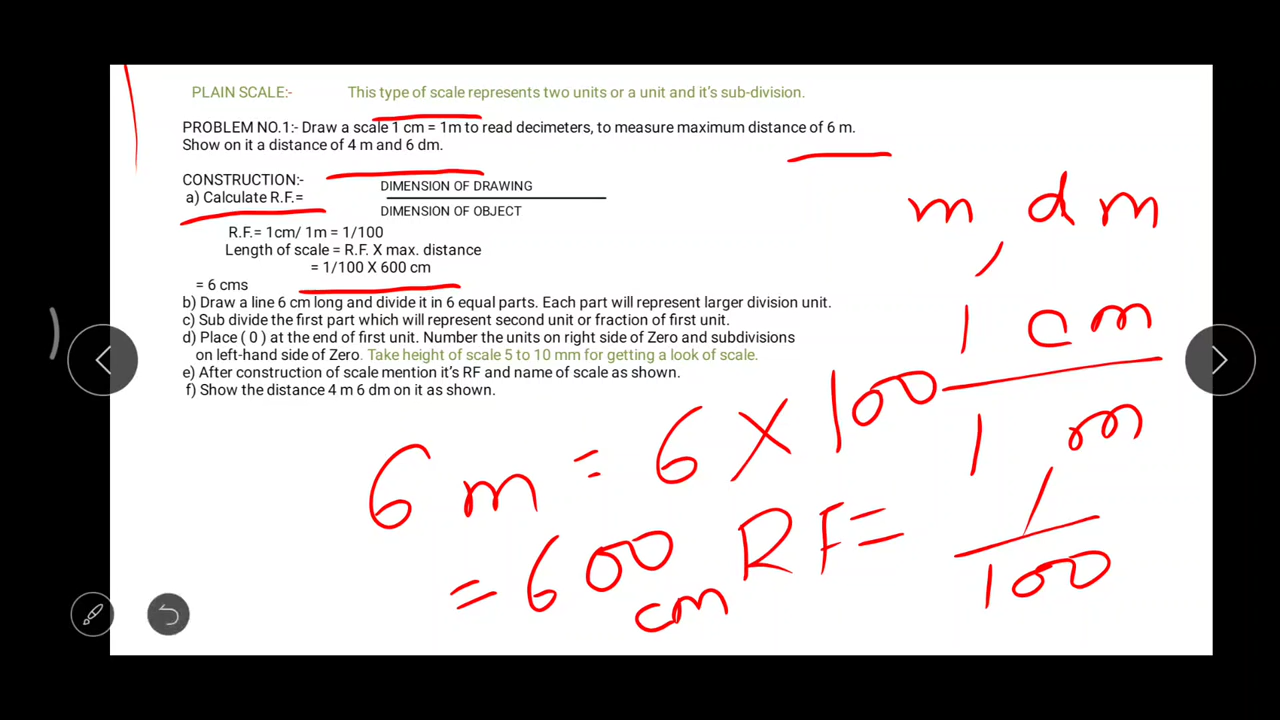 PLAIN SCALE:- This type of scale represents two units or a unit and it's sub-division.
PROBLEM NO.1:- Draw a scale 1 cm = 1m to read decimeters, to measure maximum distance of 6 m.
Show on it a distance of 4 m and 6 dm.
CONSTRUCTION:-
a) Calculate R.F.=
DIMENSION OF DRAWING
DIMENSION OF OBJECT
R.F.= 1cm/ 1m = 1/100
Length of scale = R.F. X max. distance
= 1/100 X 600 cm
= 6 cms
b) Draw a line 6 cm long and divide it in 6 equal parts. Each part will represent larger division unit.
c) Sub divide the first part which will represent second unit or fraction of first unit.
d) Place ( 0 ) at the end of first unit. Number the units on right side of Zero and subdivisions
on left-hand side of Zero. Take height of scale 5 to 10 mm for getting a look of scale.
e) After construction of scale mention it's RF and name of scale as shown.
f) Show the distance 4 m 6 dm on it as shown.
m, dm
1 cm
1 m
6 m = 6 X 100
= 600 cm
RF = 1/100